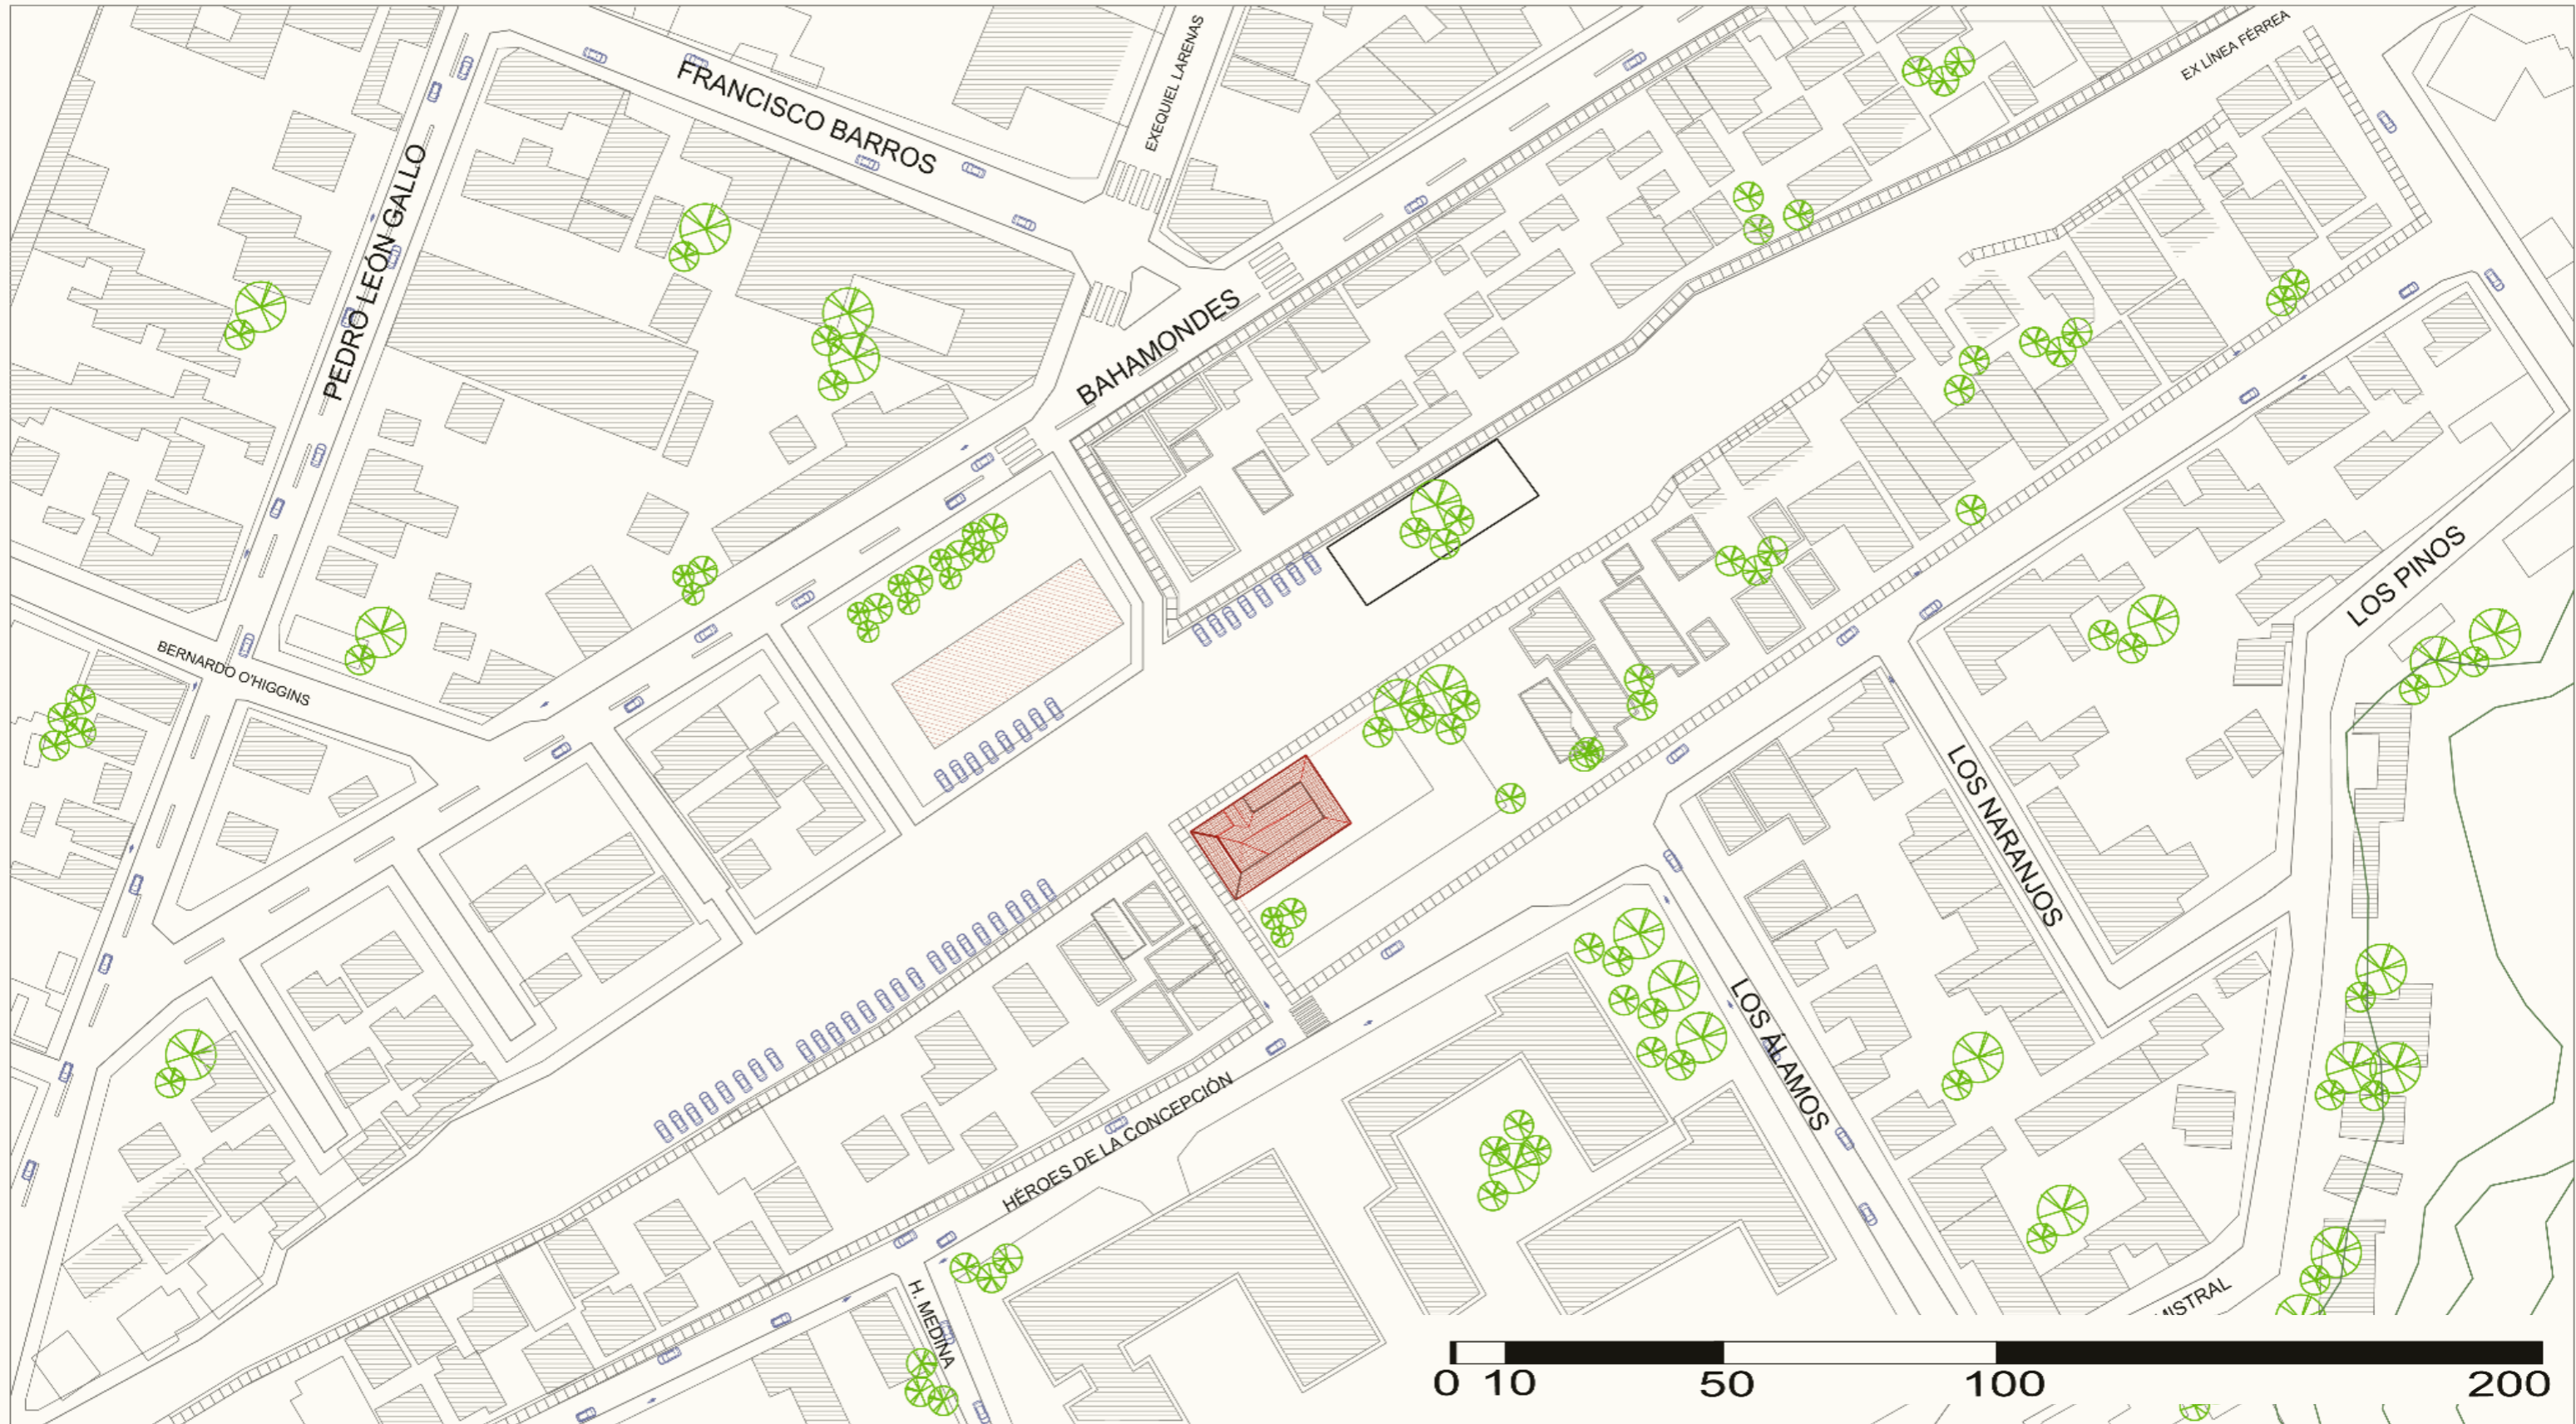 EX LÍNEA FÉRREA
EXEQUIEL LARENAS
FRANCISCO BARROS
PEDRO LEÓN GALLO
BAHAMONDES
LOS PINOS
BERNARDO O'HIGGINS
LOS NARANJOS
LOS ÁLAMOS
HÉROES DE LA CONCEPCIÓN
H. MEDINA
MISTRAL
0 10 50 100 200